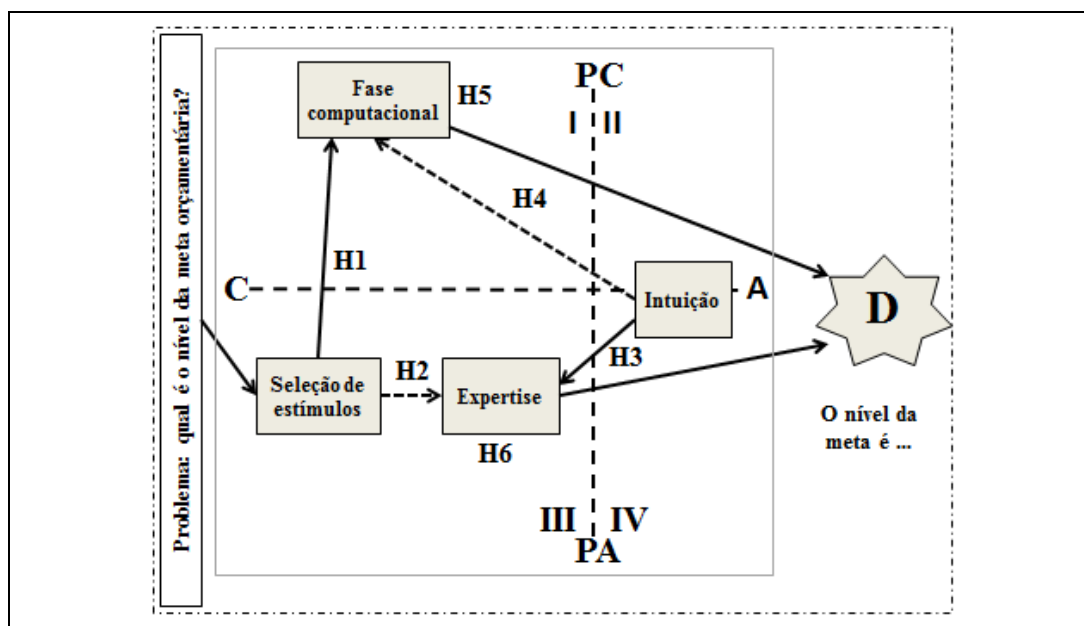 Problema: qual é o nível da meta orçamentária?
Fase
computacional
H5
PC
I II
H4
H1
C
Intuição
A
D
H3
Seleção de
estímulos
H2
Expertise
H6
O nível da
meta é ...
III IV
PA